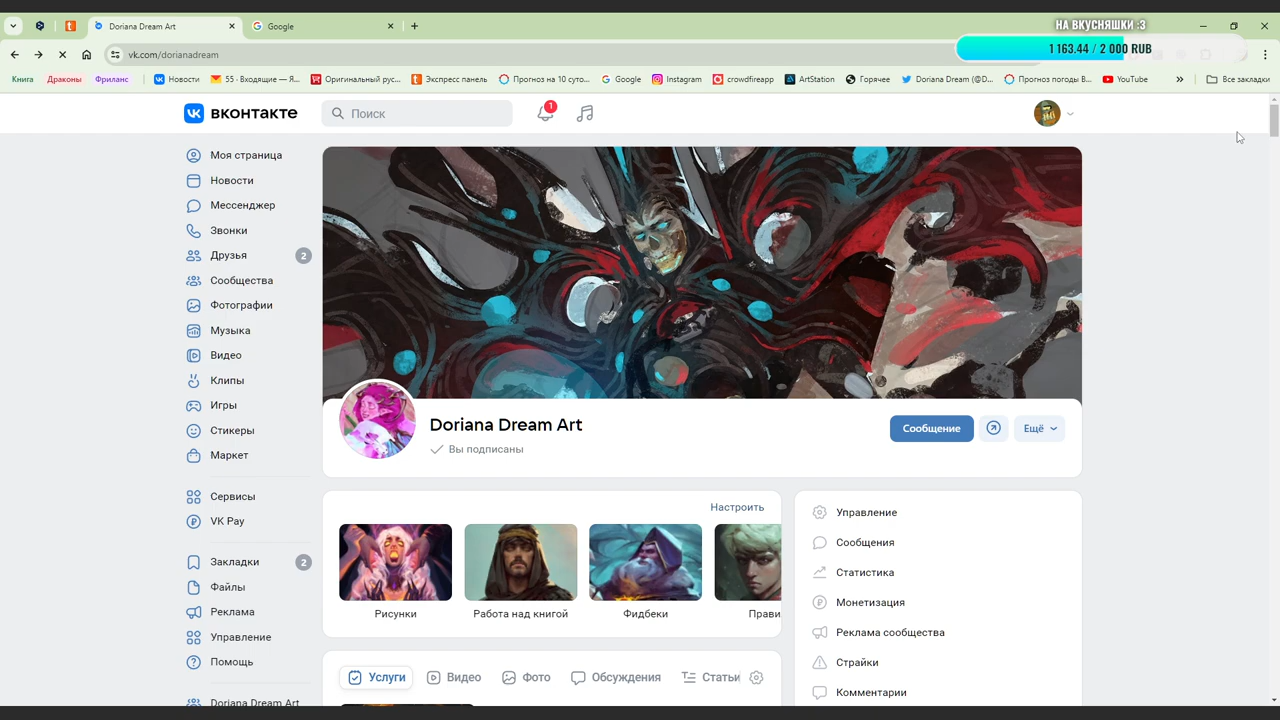 Doriana Dream Art
Google
НА ВКУСНЯШКИ :3
1 163.44 / 2 000 RUB
vk.com/dorianadream
Книга
Драконы
Фриланс
Новости
55 · Входящие — Я...
Оригинальный рус...
Экспресс панель
Прогноз на 10 суто...
Google
Instagram
crowdfireapp
ArtStation
Горячее
Doriana Dream (@D...
Прогноз погоды В...
YouTube
»
Все закладки
вконтакте
Поиск
1
Моя страница
Новости
Мессенджер
Звонки
Друзья
2
Сообщества
Фотографии
Музыка
Видео
Клипы
Игры
Стикеры
Маркет
Сервисы
VK Pay
Закладки
2
Файлы
Реклама
Управление
Помощь
Doriana Dream Art
Doriana Dream Art
Вы подписаны
Сообщение
Ещё
Настроить
Рисунки
Работа над книгой
Фидбеки
Прави
Услуги
Видео
Фото
Обсуждения
Статьи
Управление
Сообщения
Статистика
Монетизация
Реклама сообщества
Страйки
Комментарии